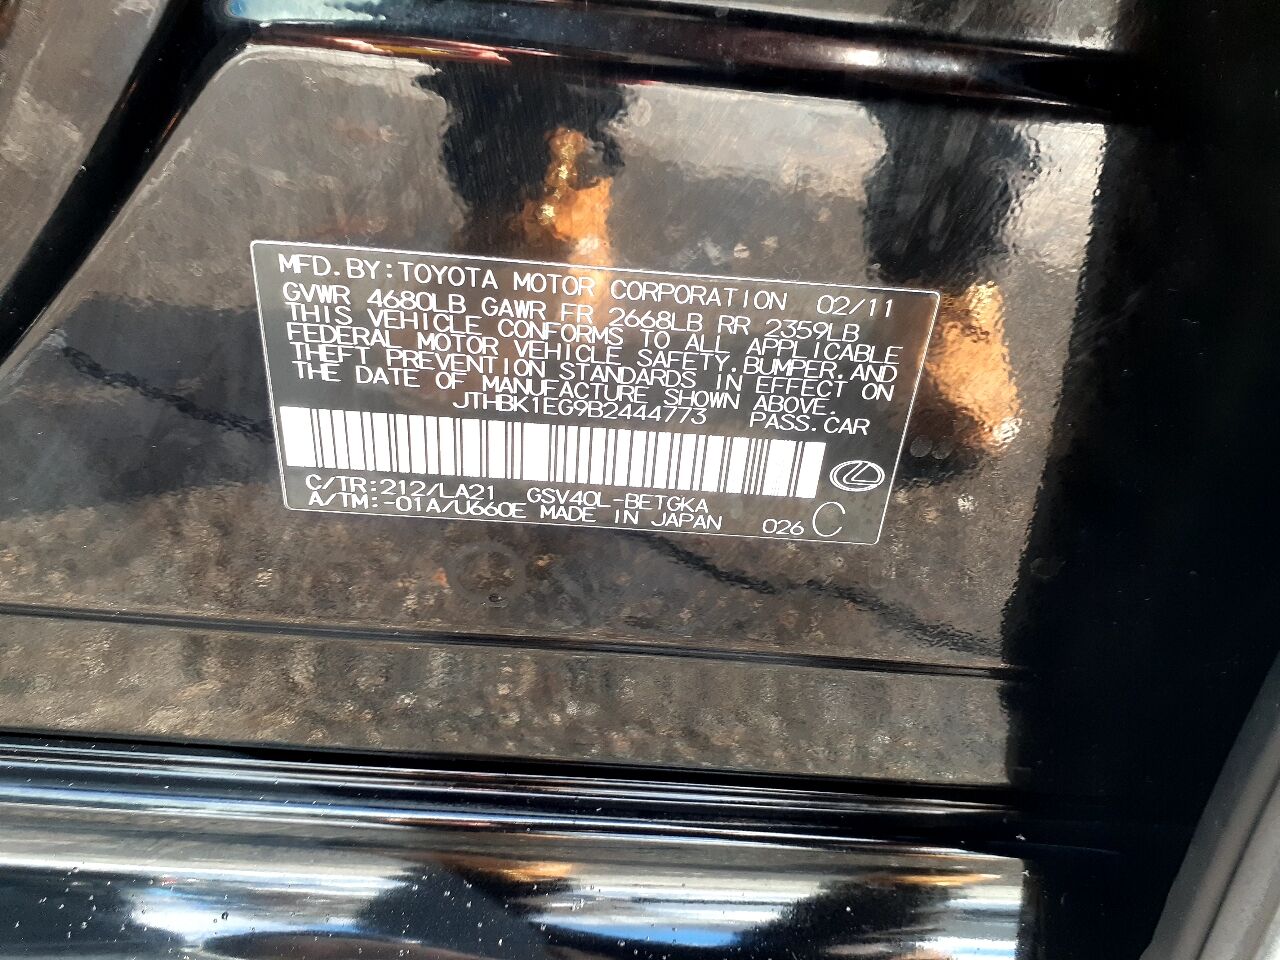 MFD.BY:TOYOTA MOTOR CORPORATION 02/11
GVWR 4680LB GAWR FR 2668LB RR 2359LB
THIS VEHICLE CONFORMS TO ALL APPLICABLE
FEDERAL MOTOR VEHICLE SAFETY,BUMPER,AND
THEFT PREVENTION STANDARDS IN EFFECT ON
THE DATE OF MANUFACTURE SHOWN ABOVE.
JTHBK1EG9B2444773 PASS.CAR
C/TR:212/LA21 GSV40L-BETGKA
A/TM:-01A/U660E MADE IN JAPAN 026 C